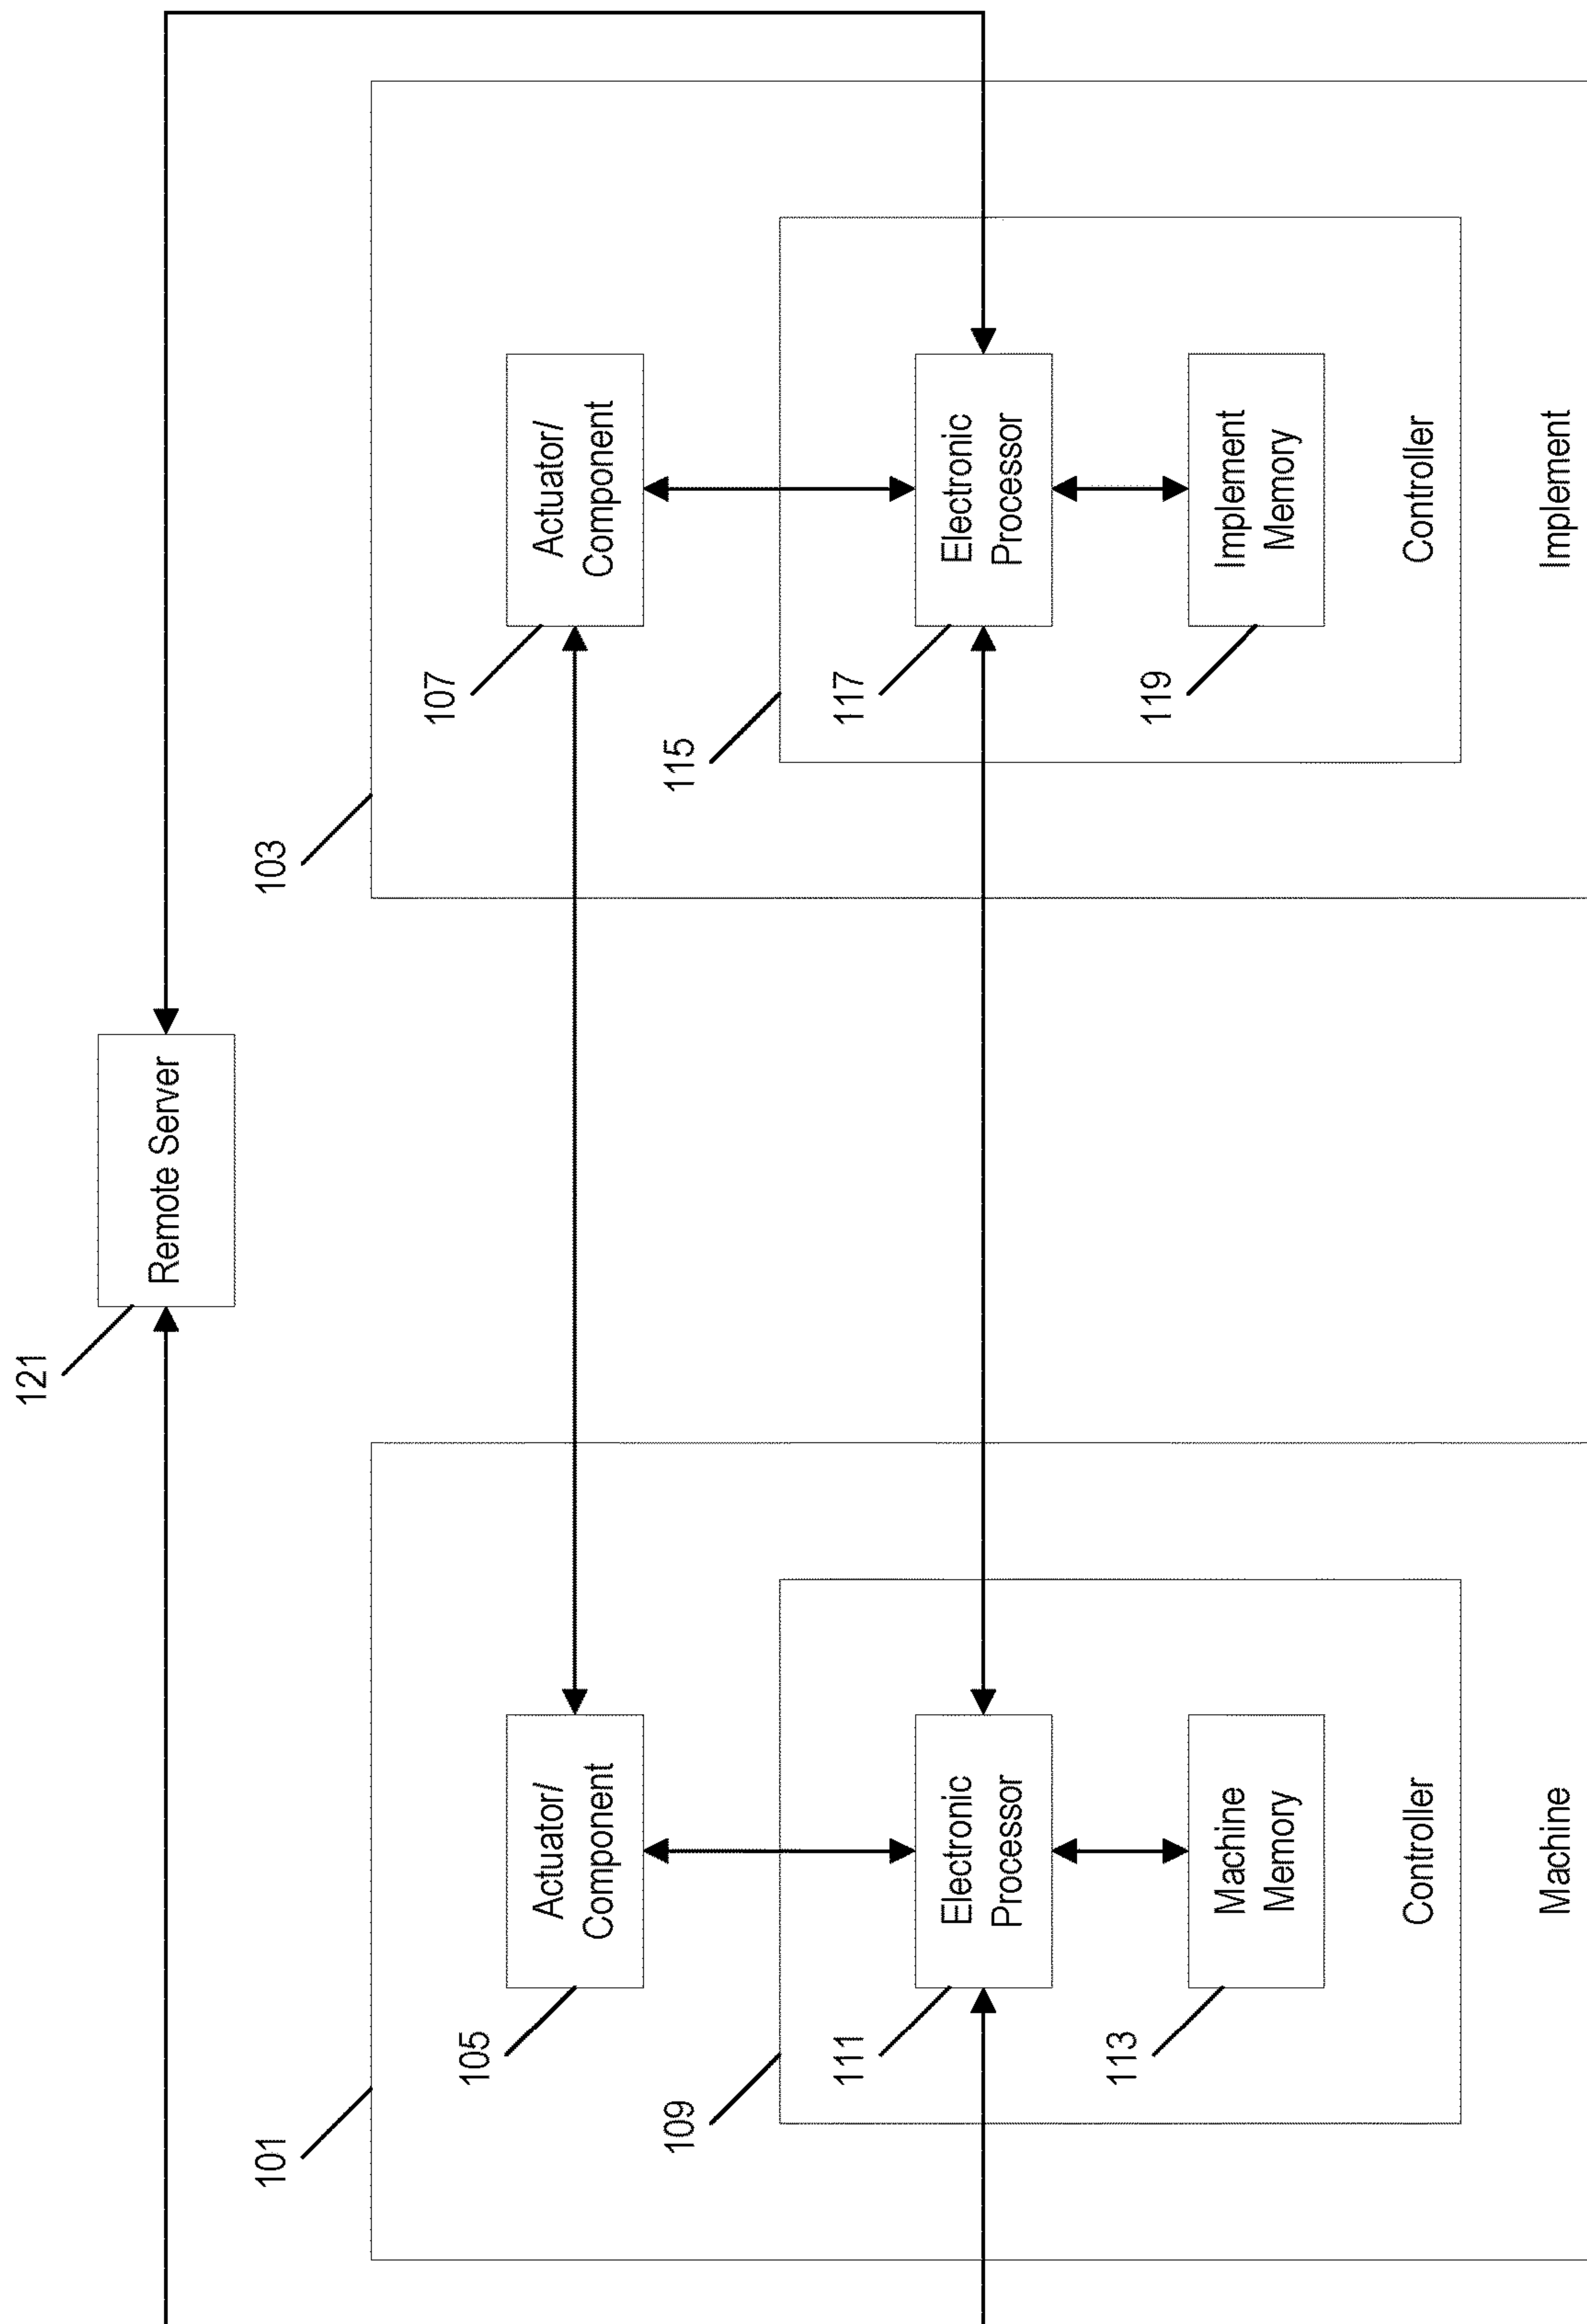 121
Remote Server
101
103
105
Actuator/
Component
107
Actuator/
Component
109
115
111
Electronic
Processor
117
Electronic
Processor
113
Machine
Memory
119
Implement
Memory
Controller
Controller
Machine
Implement